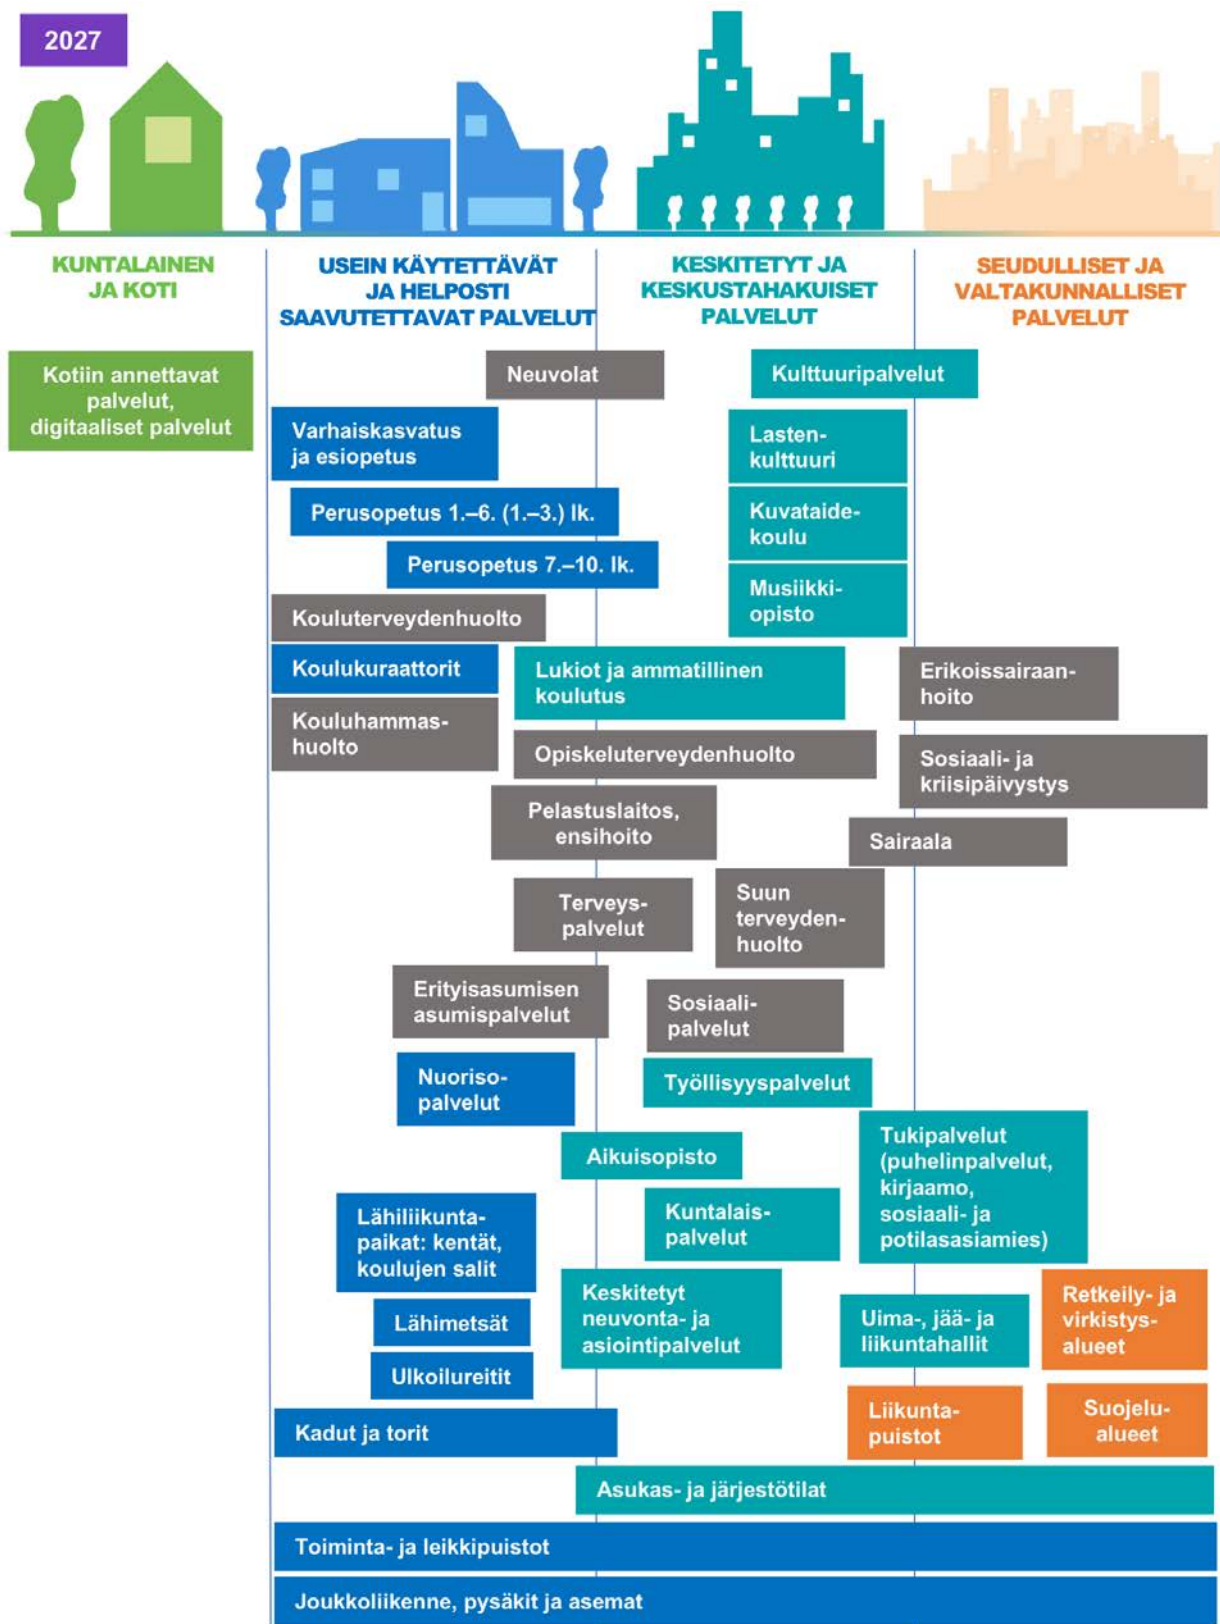 2027
KUNTALAINEN
JA KOTI
USEIN KÄYTETTÄVÄT
JA HELPOSTI
SAAVUTETTAVAT PALVELUT
KESKITETYT JA
KESKUSTAHAKUISET
PALVELUT
SEUDULLISET JA
VALTAKUNNALLISET
PALVELUT
Kotiin annettavat
palvelut,
digitaaliset palvelut
Neuvolat
Kulttuuripalvelut
Varhaiskasvatus
ja esiopetus
Lasten-
kulttuuri
Perusopetus 1.–6. (1.–3.) lk.
Kuvataide-
koulu
Perusopetus 7.–10. lk.
Musiikki-
opisto
Kouluterveydenhuolto
Koulukuraattorit
Lukiot ja ammatillinen
koulutus
Erikoissairaan-
hoito
Kouluhammas-
huolto
Opiskeluterveydenhuolto
Sosiaali- ja
kriisipäivystys
Pelastuslaitos,
ensihoito
Sairaala
Terveys-
palvelut
Suun
terveyden-
huolto
Erityisasumisen
asumispalvelut
Sosiaali-
palvelut
Nuoriso-
palvelut
Työllisyyspalvelut
Aikuisopisto
Tukipalvelut
(puhelinpalvelut,
kirjaamo,
sosiaali- ja
potilasasiamies)
Lähiliikunta-
paikat: kentät,
koulujen salit
Kuntalais-
palvelut
Keskitetyt
neuvonta- ja
asiointipalvelut
Uima-, jää- ja
liikuntahallit
Retkeily- ja
virkistys-
alueet
Lähimetsät
Ulkoilureitit
Kadut ja torit
Liikunta-
puistot
Suojelu-
alueet
Asukas- ja järjestötilat
Toiminta- ja leikkipuistot
Joukkoliikenne, pysäkit ja asemat